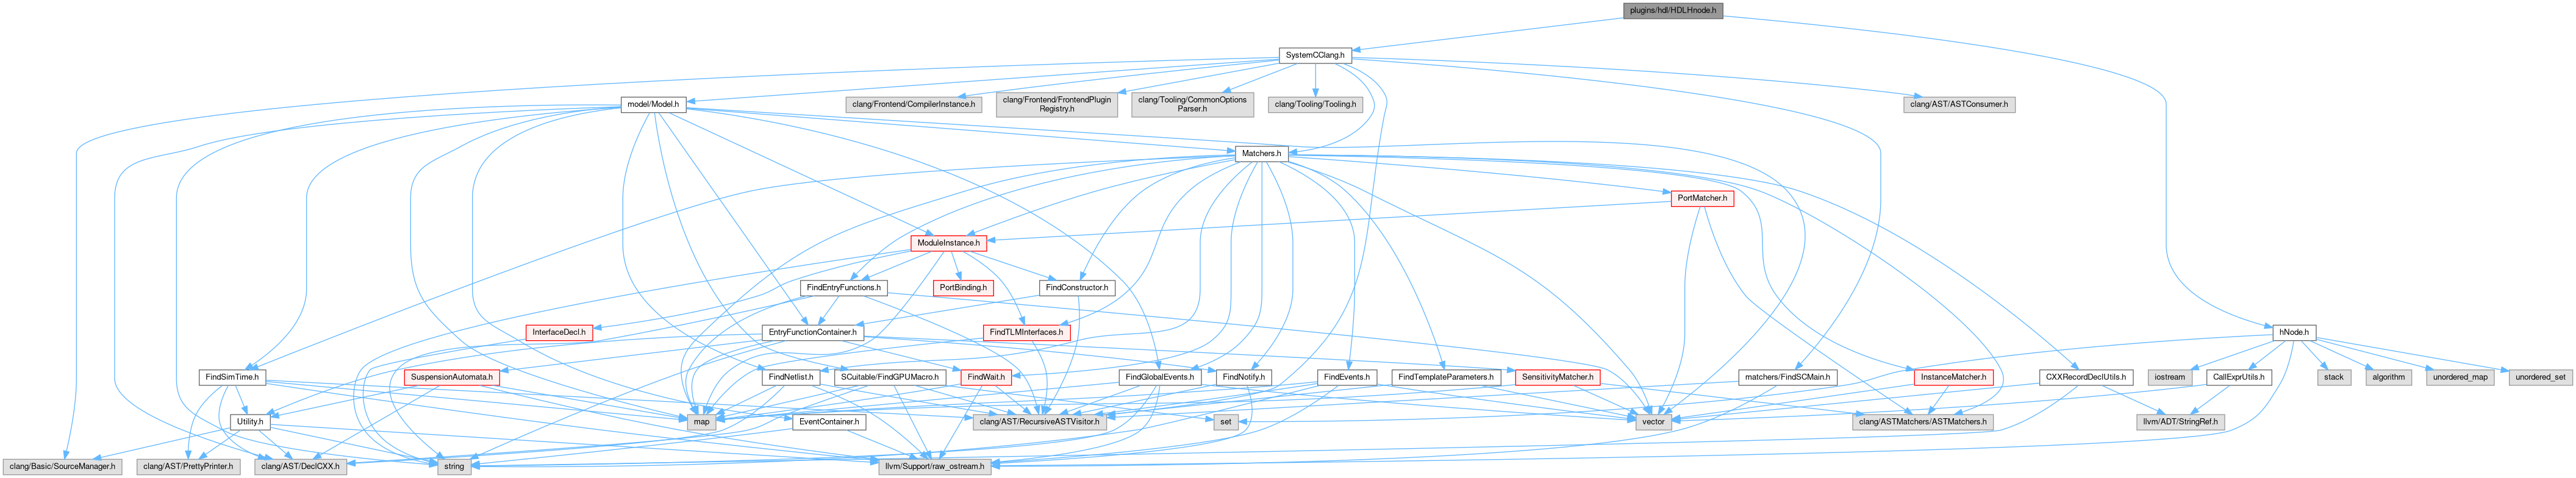 plugins/hdl/HDLHnode.h
SystemCClang.h
model/Model.h
clang/Frontend/CompilerInstance.h
clang/Frontend/FrontendPlugin
Registry.h
clang/Tooling/CommonOptions
Parser.h
clang/Tooling/Tooling.h
clang/AST/ASTConsumer.h
Matchers.h
PortMatcher.h
ModuleInstance.h
FindEntryFunctions.h
PortBinding.h
FindConstructor.h
InterfaceDecl.h
EntryFunctionContainer.h
FindTLMInterfaces.h
hNode.h
FindSimTime.h
SuspensionAutomata.h
FindNetlist.h
SCuitable/FindGPUMacro.h
FindWait.h
FindGlobalEvents.h
FindNotify.h
FindEvents.h
FindTemplateParameters.h
SensitivityMatcher.h
matchers/FindSCMain.h
InstanceMatcher.h
CXXRecordDeclUtils.h
iostream
CallExprUtils.h
stack
algorithm
unordered_map
unordered_set
Utility.h
map
EventContainer.h
clang/AST/RecursiveASTVisitor.h
set
vector
clang/ASTMatchers/ASTMatchers.h
llvm/ADT/StringRef.h
clang/Basic/SourceManager.h
clang/AST/PrettyPrinter.h
clang/AST/DeclCXX.h
string
llvm/Support/raw_ostream.h